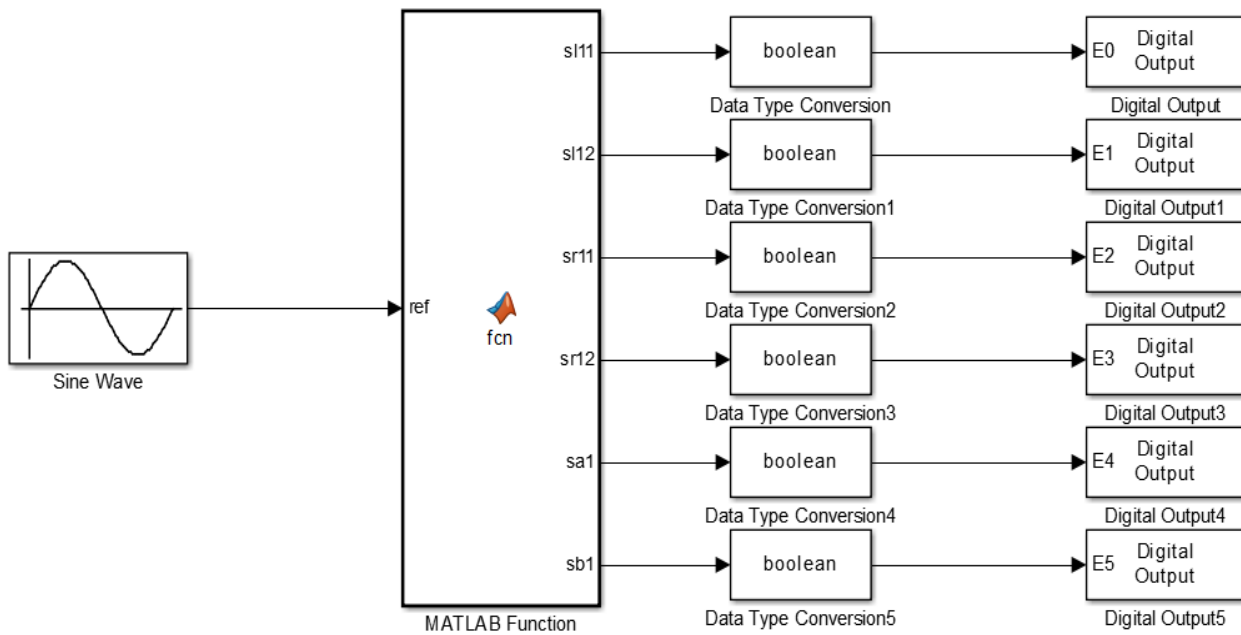 sl11
boolean
E0
Digital
Output
Data Type Conversion
Digital Output
sl12
boolean
E1
Digital
Output
Data Type Conversion1
Digital Output1
sr11
boolean
E2
Digital
Output
Data Type Conversion2
Digital Output2
ref
fcn
Sine Wave
sr12
boolean
E3
Digital
Output
Data Type Conversion3
Digital Output3
sa1
boolean
E4
Digital
Output
Data Type Conversion4
Digital Output4
sb1
boolean
E5
Digital
Output
MATLAB Function
Data Type Conversion5
Digital Output5